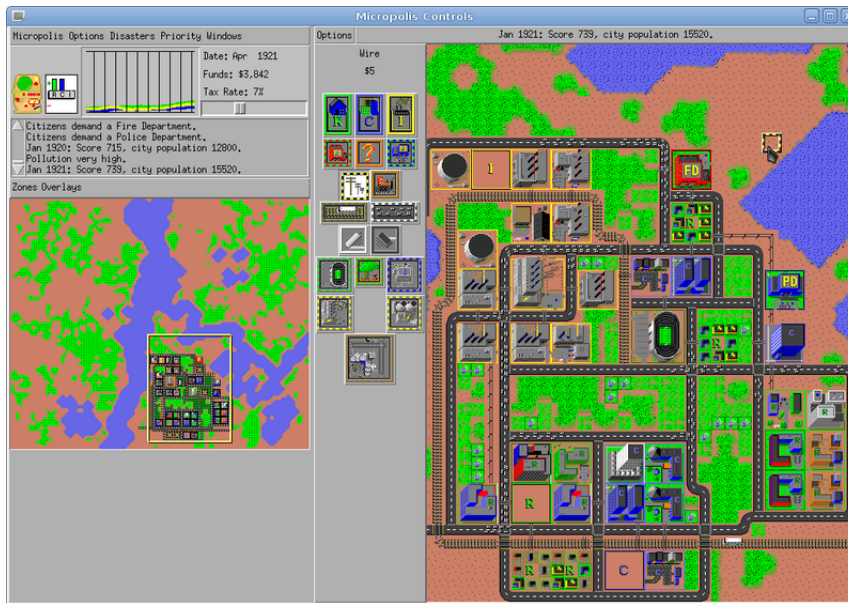 Micropolis Controls
Micropolis Options Disasters Priority Windows
Date: Apr 1921
Funds: $3,842
Tax Rate: 7%
R C I
Citizens demand a Fire Department.
Citizens demand a Police Department.
Jan 1920: Score 715, city population 12800.
Pollution very high.
Jan 1921: Score 739, city population 15520.
Zones Overlays
Options
Wire
$5
R C I
?
Jan 1921: Score 739, city population 15520.
I
FD
R
PD
C
C
R
R
R
R
C
R
R
C
R
R
C